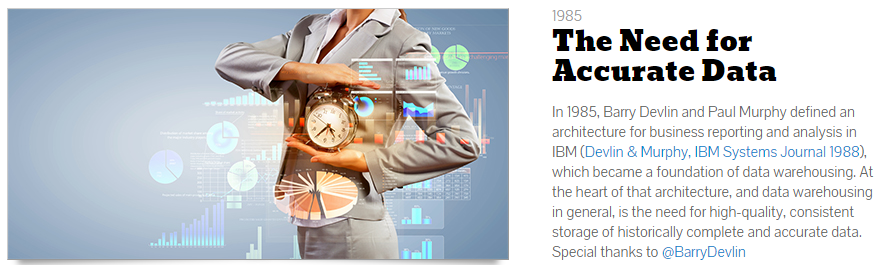 1985
The Need for
Accurate Data
In 1985, Barry Devlin and Paul Murphy defined an
architecture for business reporting and analysis in
IBM (Devlin & Murphy, IBM Systems Journal 1988),
which became a foundation of data warehousing. At
the heart of that architecture, and data warehousing
in general, is the need for high-quality, consistent
storage of historically complete and accurate data.
Special thanks to @BarryDevlin